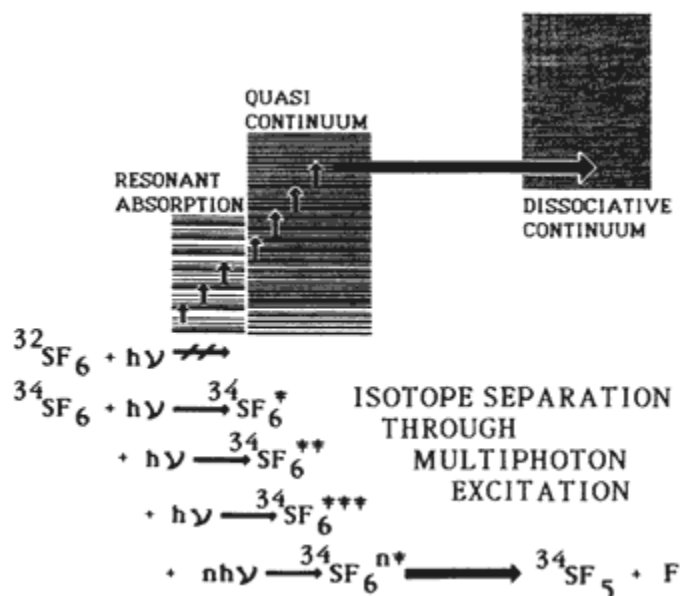 QUASI
CONTINUUM
RESONANT
ABSORPTION
DISSOCIATIVE
CONTINUUM
³²SF₆ + hν ⇸
³⁴SF₆ + hν → ³⁴SF₆*
+ hν → ³⁴SF₆**
+ hν → ³⁴SF₆***
+ nhν → ³⁴SF₆ⁿ* → ³⁴SF₅ + F
ISOTOPE SEPARATION
THROUGH
MULTIPHOTON
EXCITATION